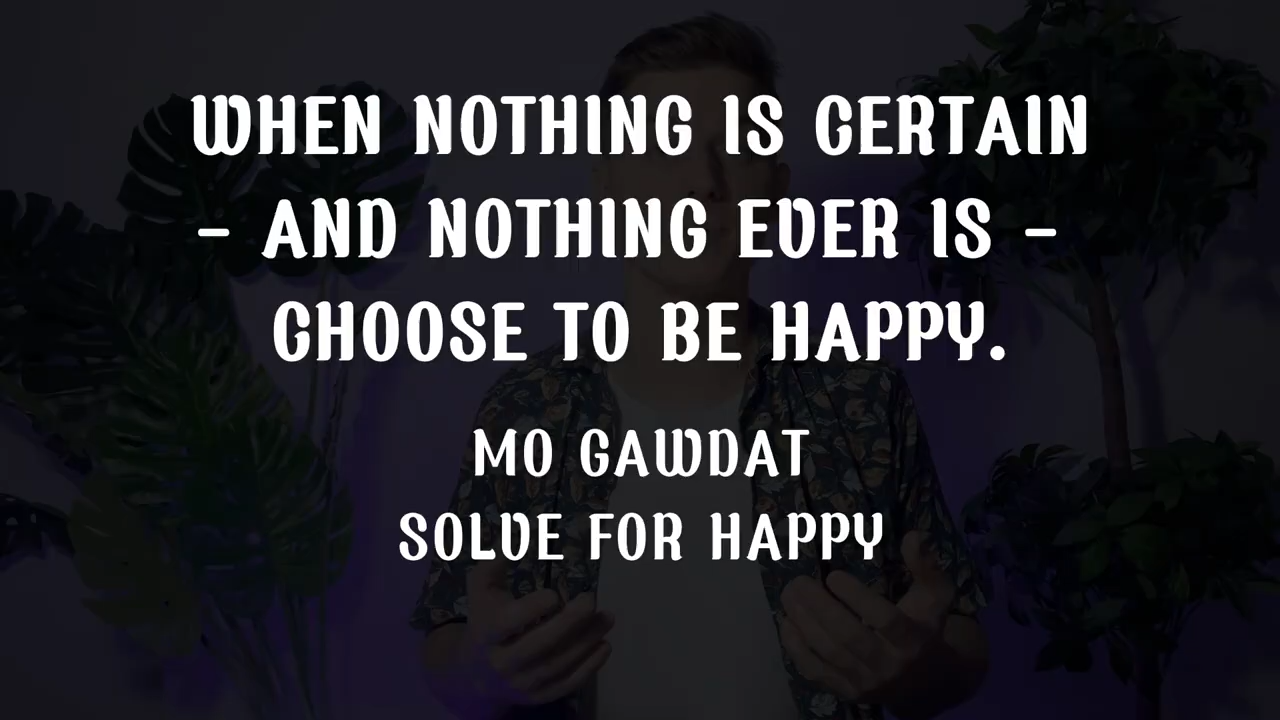 WHEN NOTHING IS CERTAIN
- AND NOTHING EVER IS -
CHOOSE TO BE HAPPY.
MO GAWDAT
SOLVE FOR HAPPY